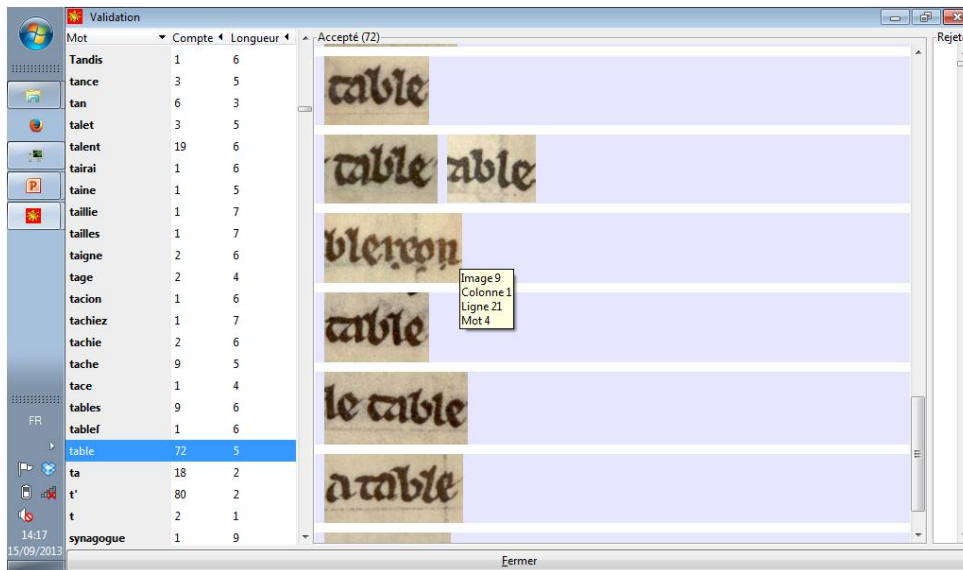 Validation
Mot Compte Longueur
Tandis 1 6
tance 3 5
tan 6 3
talet 3 5
talent 19 6
tairai 1 6
taine 1 5
taillie 1 7
tailles 1 7
taigne 2 6
tage 2 4
tacion 1 6
tachiez 1 7
tachie 2 6
tache 9 5
tace 1 4
tables 9 6
tableſ 1 6
table 72 5
ta 18 2
t' 80 2
t 2 1
synagogue 1 9
Accepté (72)
table
table able
table
le table
a table
Image 9
Colonne 1
Ligne 21
Mot 4
Rejet
Fermer
FR
14:17
15/09/2013